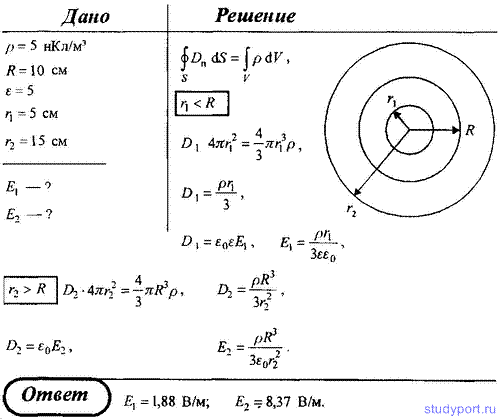 Дано
Решение
ρ = 5 нКл/м³
R = 10 см
ε = 5
r₁ = 5 см
r₂ = 15 см
E₁ — ?
E₂ — ?
∮_S Dₙ dS = ∫_V ρ dV,
r₁ < R
D₁ 4πr₁² = 4/3 πr₁³ρ,
D₁ = ρr₁/3,
D₁ = ε₀εE₁, E₁ = ρr₁/3εε₀,
r₁
R
r₂
r₂ > R D₂·4πr₂² = 4/3 πR³ρ, D₂ = ρR³/3r₂²,
D₂ = ε₀E₂, E₂ = ρR³/3ε₀r₂².
Ответ E₁ = 1,88 В/м; E₂ = 8,37 В/м.
studyport.ru